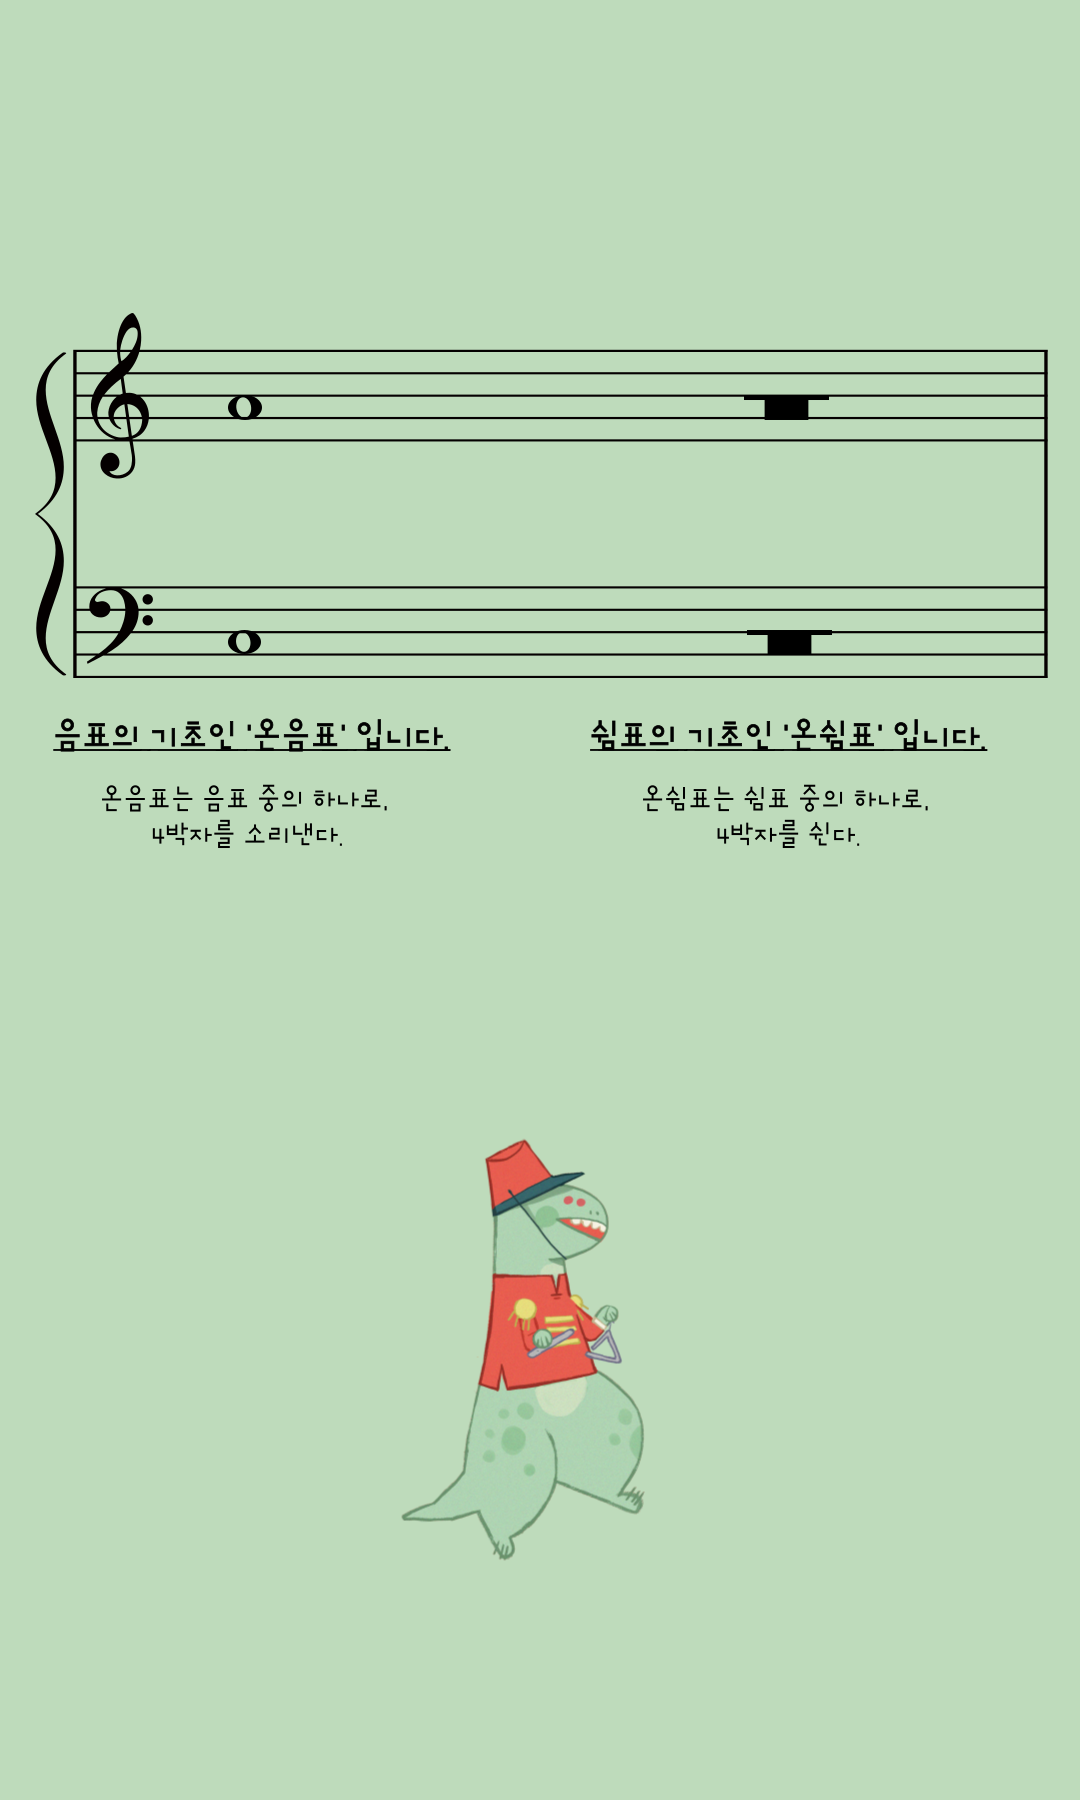 음표의 기초인 '온음표' 입니다.
온음표는 음표 중의 하나로,
4박자를 소리낸다.
쉼표의 기초인 '온쉼표' 입니다.
온쉼표는 쉼표 중의 하나로,
4박자를 쉰다.